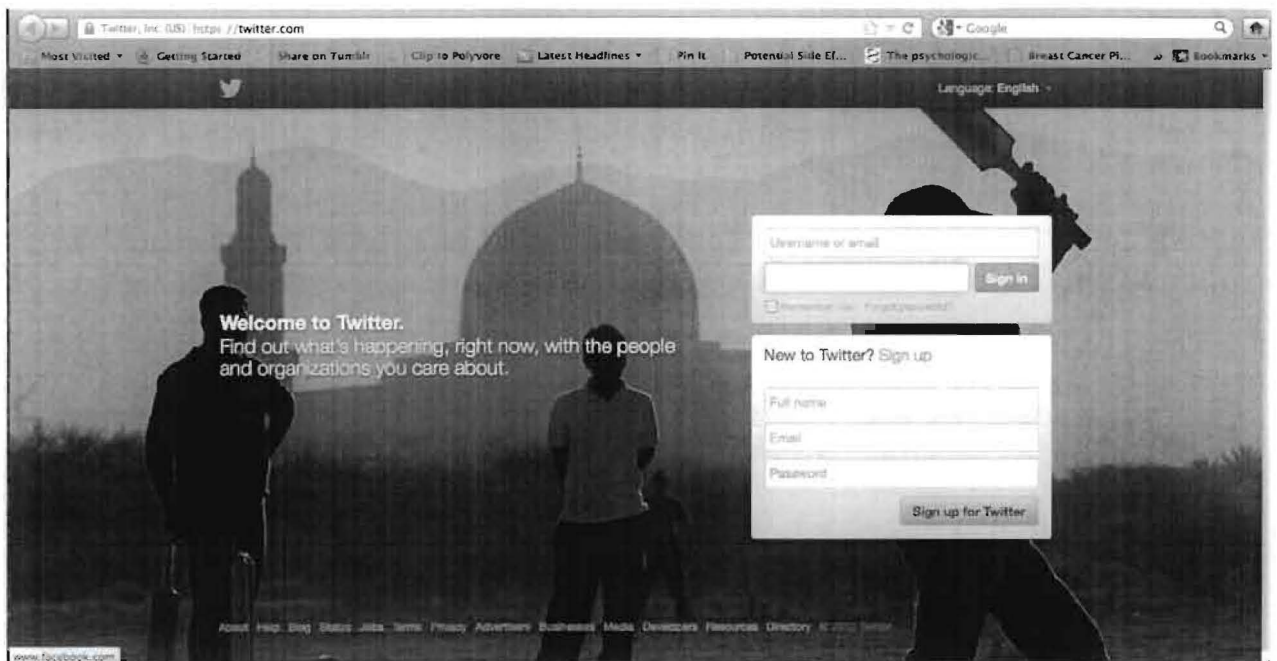 Twitter, Inc. (US) https://twitter.com
Google
Most Visited
Getting Started
Share on Tumblr
Clip to Polyvore
Latest Headlines
Pin It
Potential Side Ef...
The psychologic...
Breast Cancer Pi...
»
Bookmarks
Language: English
Username or email
Sign in
Remember me · Forgot password?
Welcome to Twitter.
Find out what's happening, right now, with the people
and organizations you care about.
New to Twitter? Sign up
Full name
Email
Password
Sign up for Twitter
About Help Blog Status Jobs Terms Privacy Advertisers Businesses Media Developers Resources Directory ©
www.facebook.com